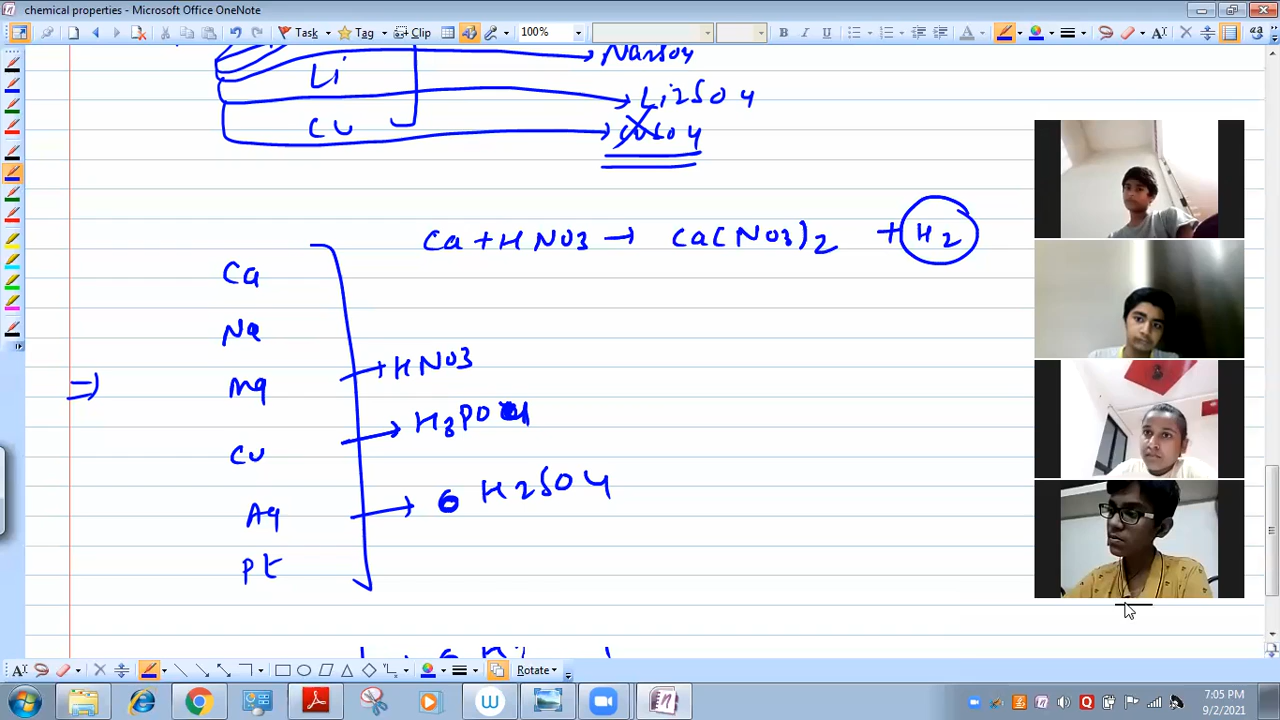 chemical properties - Microsoft Office OneNote
Task Tag Clip 100% B I U
Na2SO4
Li
Li2SO4
Cu CuSO4
Ca + HNO3 → Ca(NO3)2 + H2
Ca
Na
+ HNO3
⇒ Mg
→ H3PO4
Cu
→ 6 H2SO4
Ag
Pt
Rotate
7:05 PM
9/2/2021